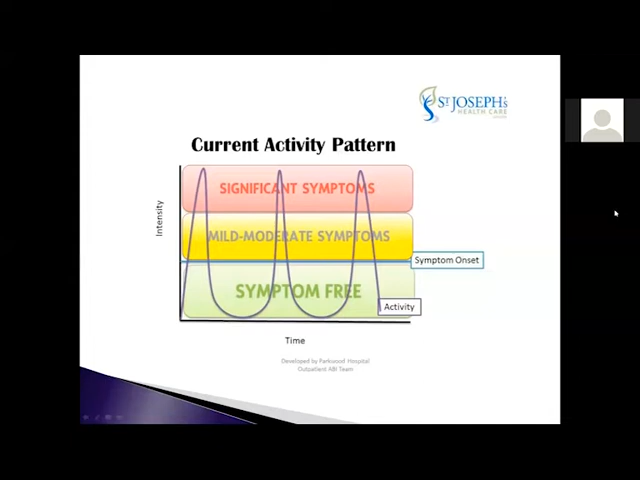 ST JOSEPH'S
HEALTH CARE
Current Activity Pattern
SIGNIFICANT SYMPTOMS
Intensity
MILD-MODERATE SYMPTOMS
Symptom Onset
SYMPTOM FREE
Activity
Time
Developed by Parkwood Hospital
Outpatient ABI Team